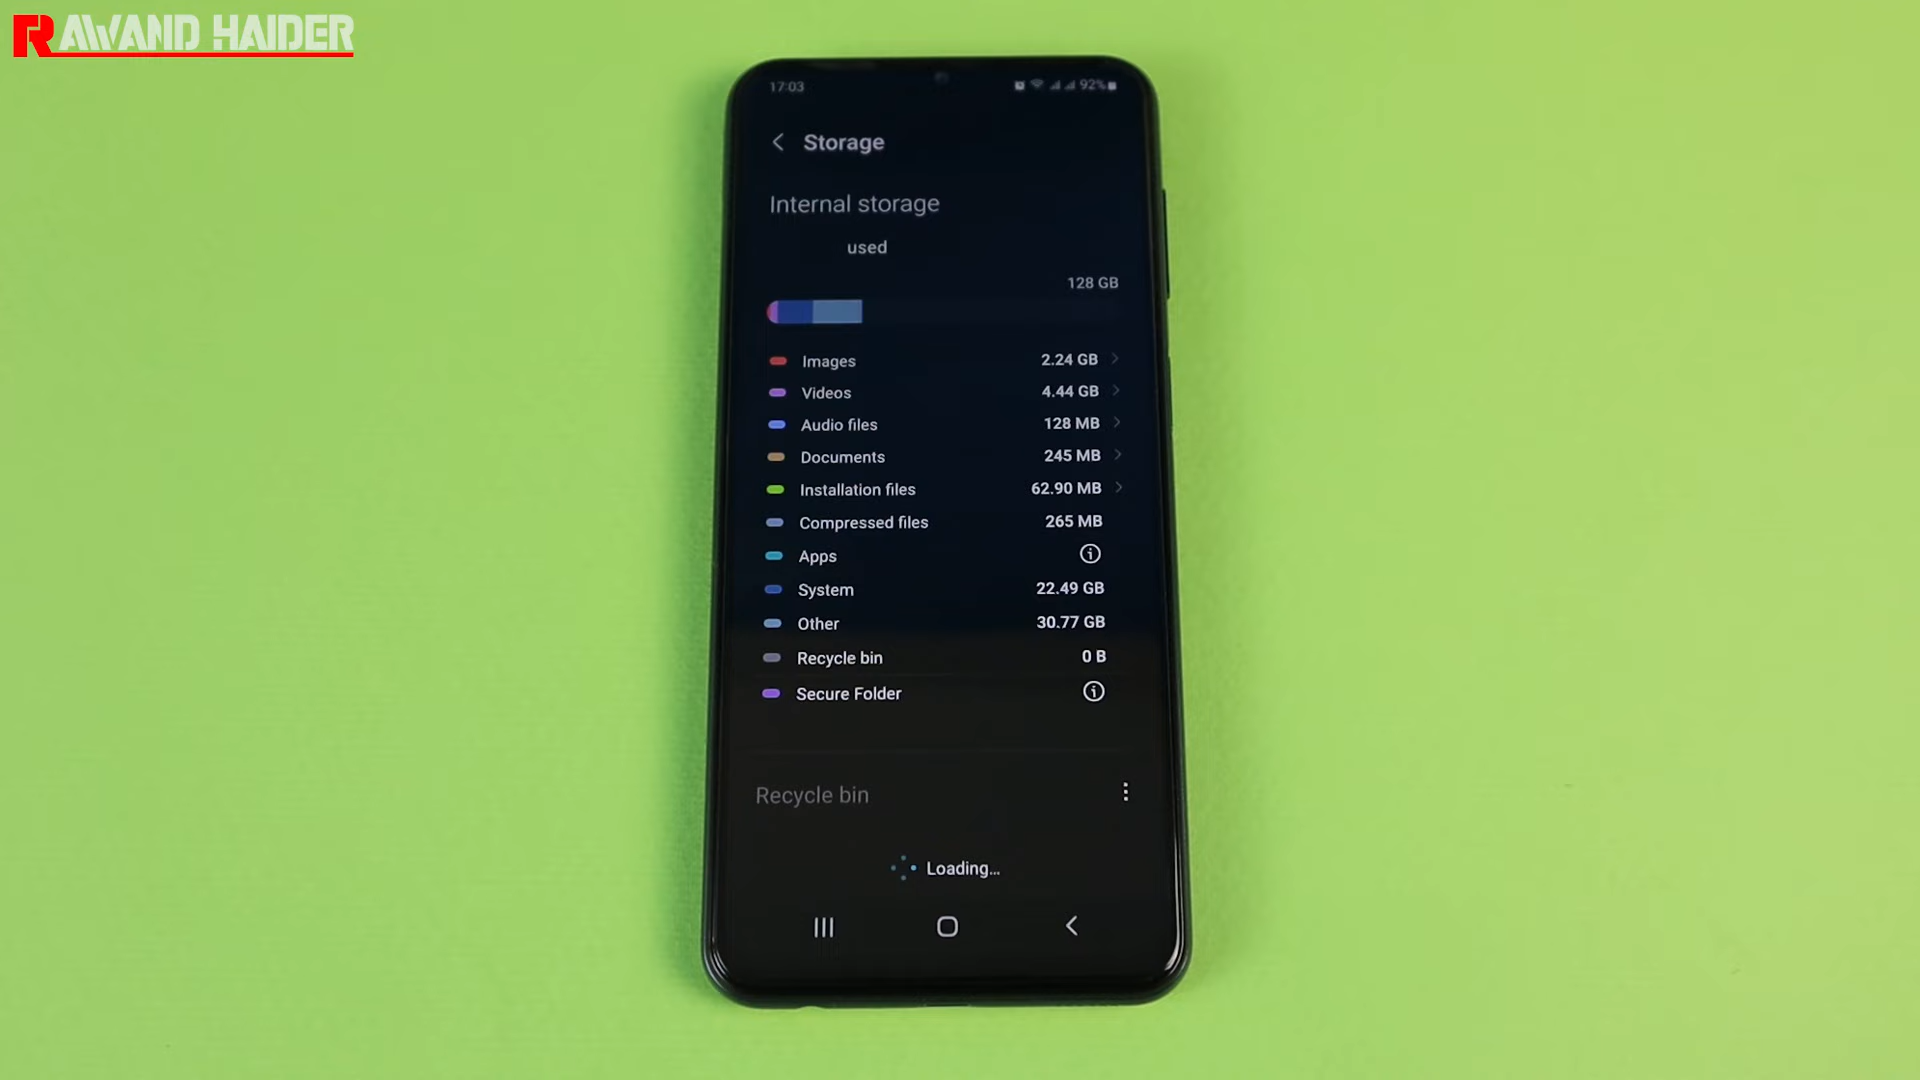 RAWAND HAIDER
17:03 92%
Storage
Internal storage
used
128 GB
Images 2.24 GB
Videos 4.44 GB
Audio files 128 MB
Documents 245 MB
Installation files 62.90 MB
Compressed files 265 MB
Apps
System 22.49 GB
Other 30.77 GB
Recycle bin 0 B
Secure Folder
Recycle bin
Loading...